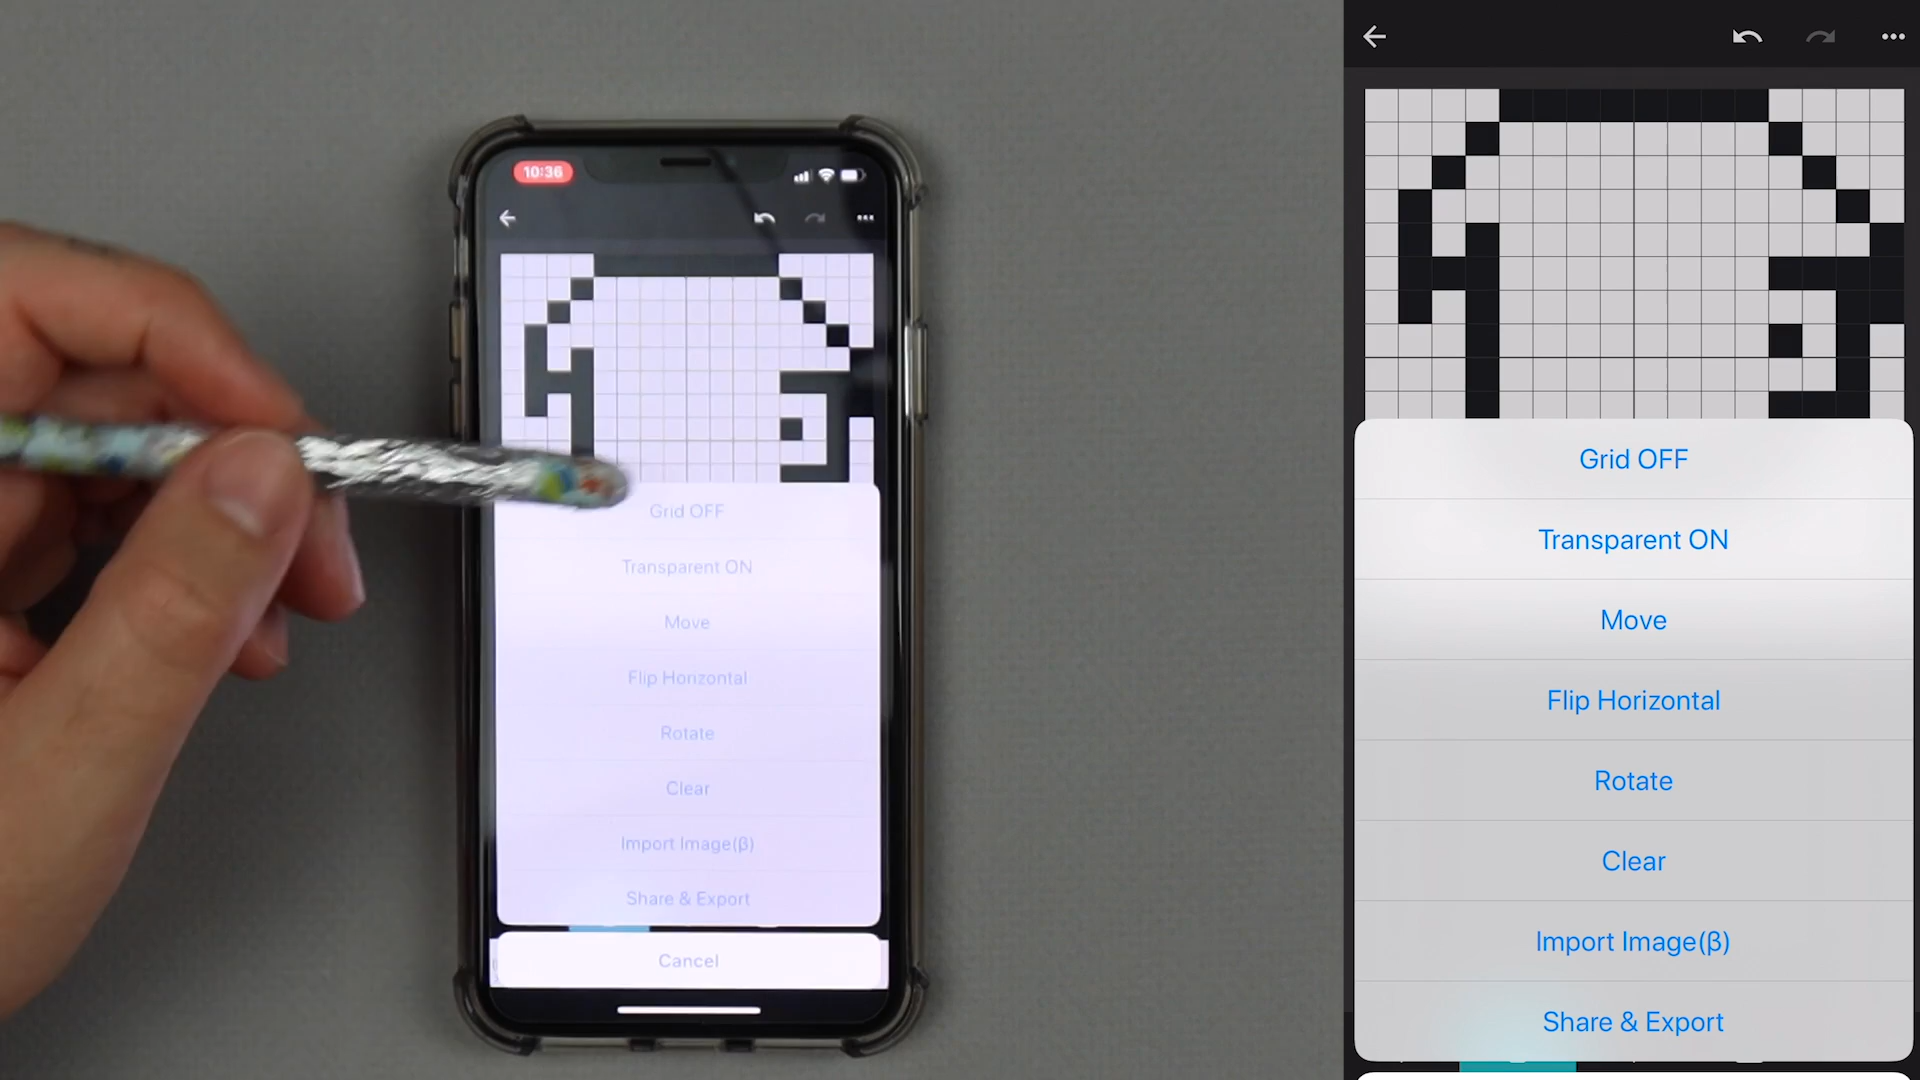 10:36
Grid OFF
Transparent ON
Move
Flip Horizontal
Rotate
Clear
Import Image(β)
Share & Export
Cancel
Grid OFF
Transparent ON
Move
Flip Horizontal
Rotate
Clear
Import Image(β)
Share & Export